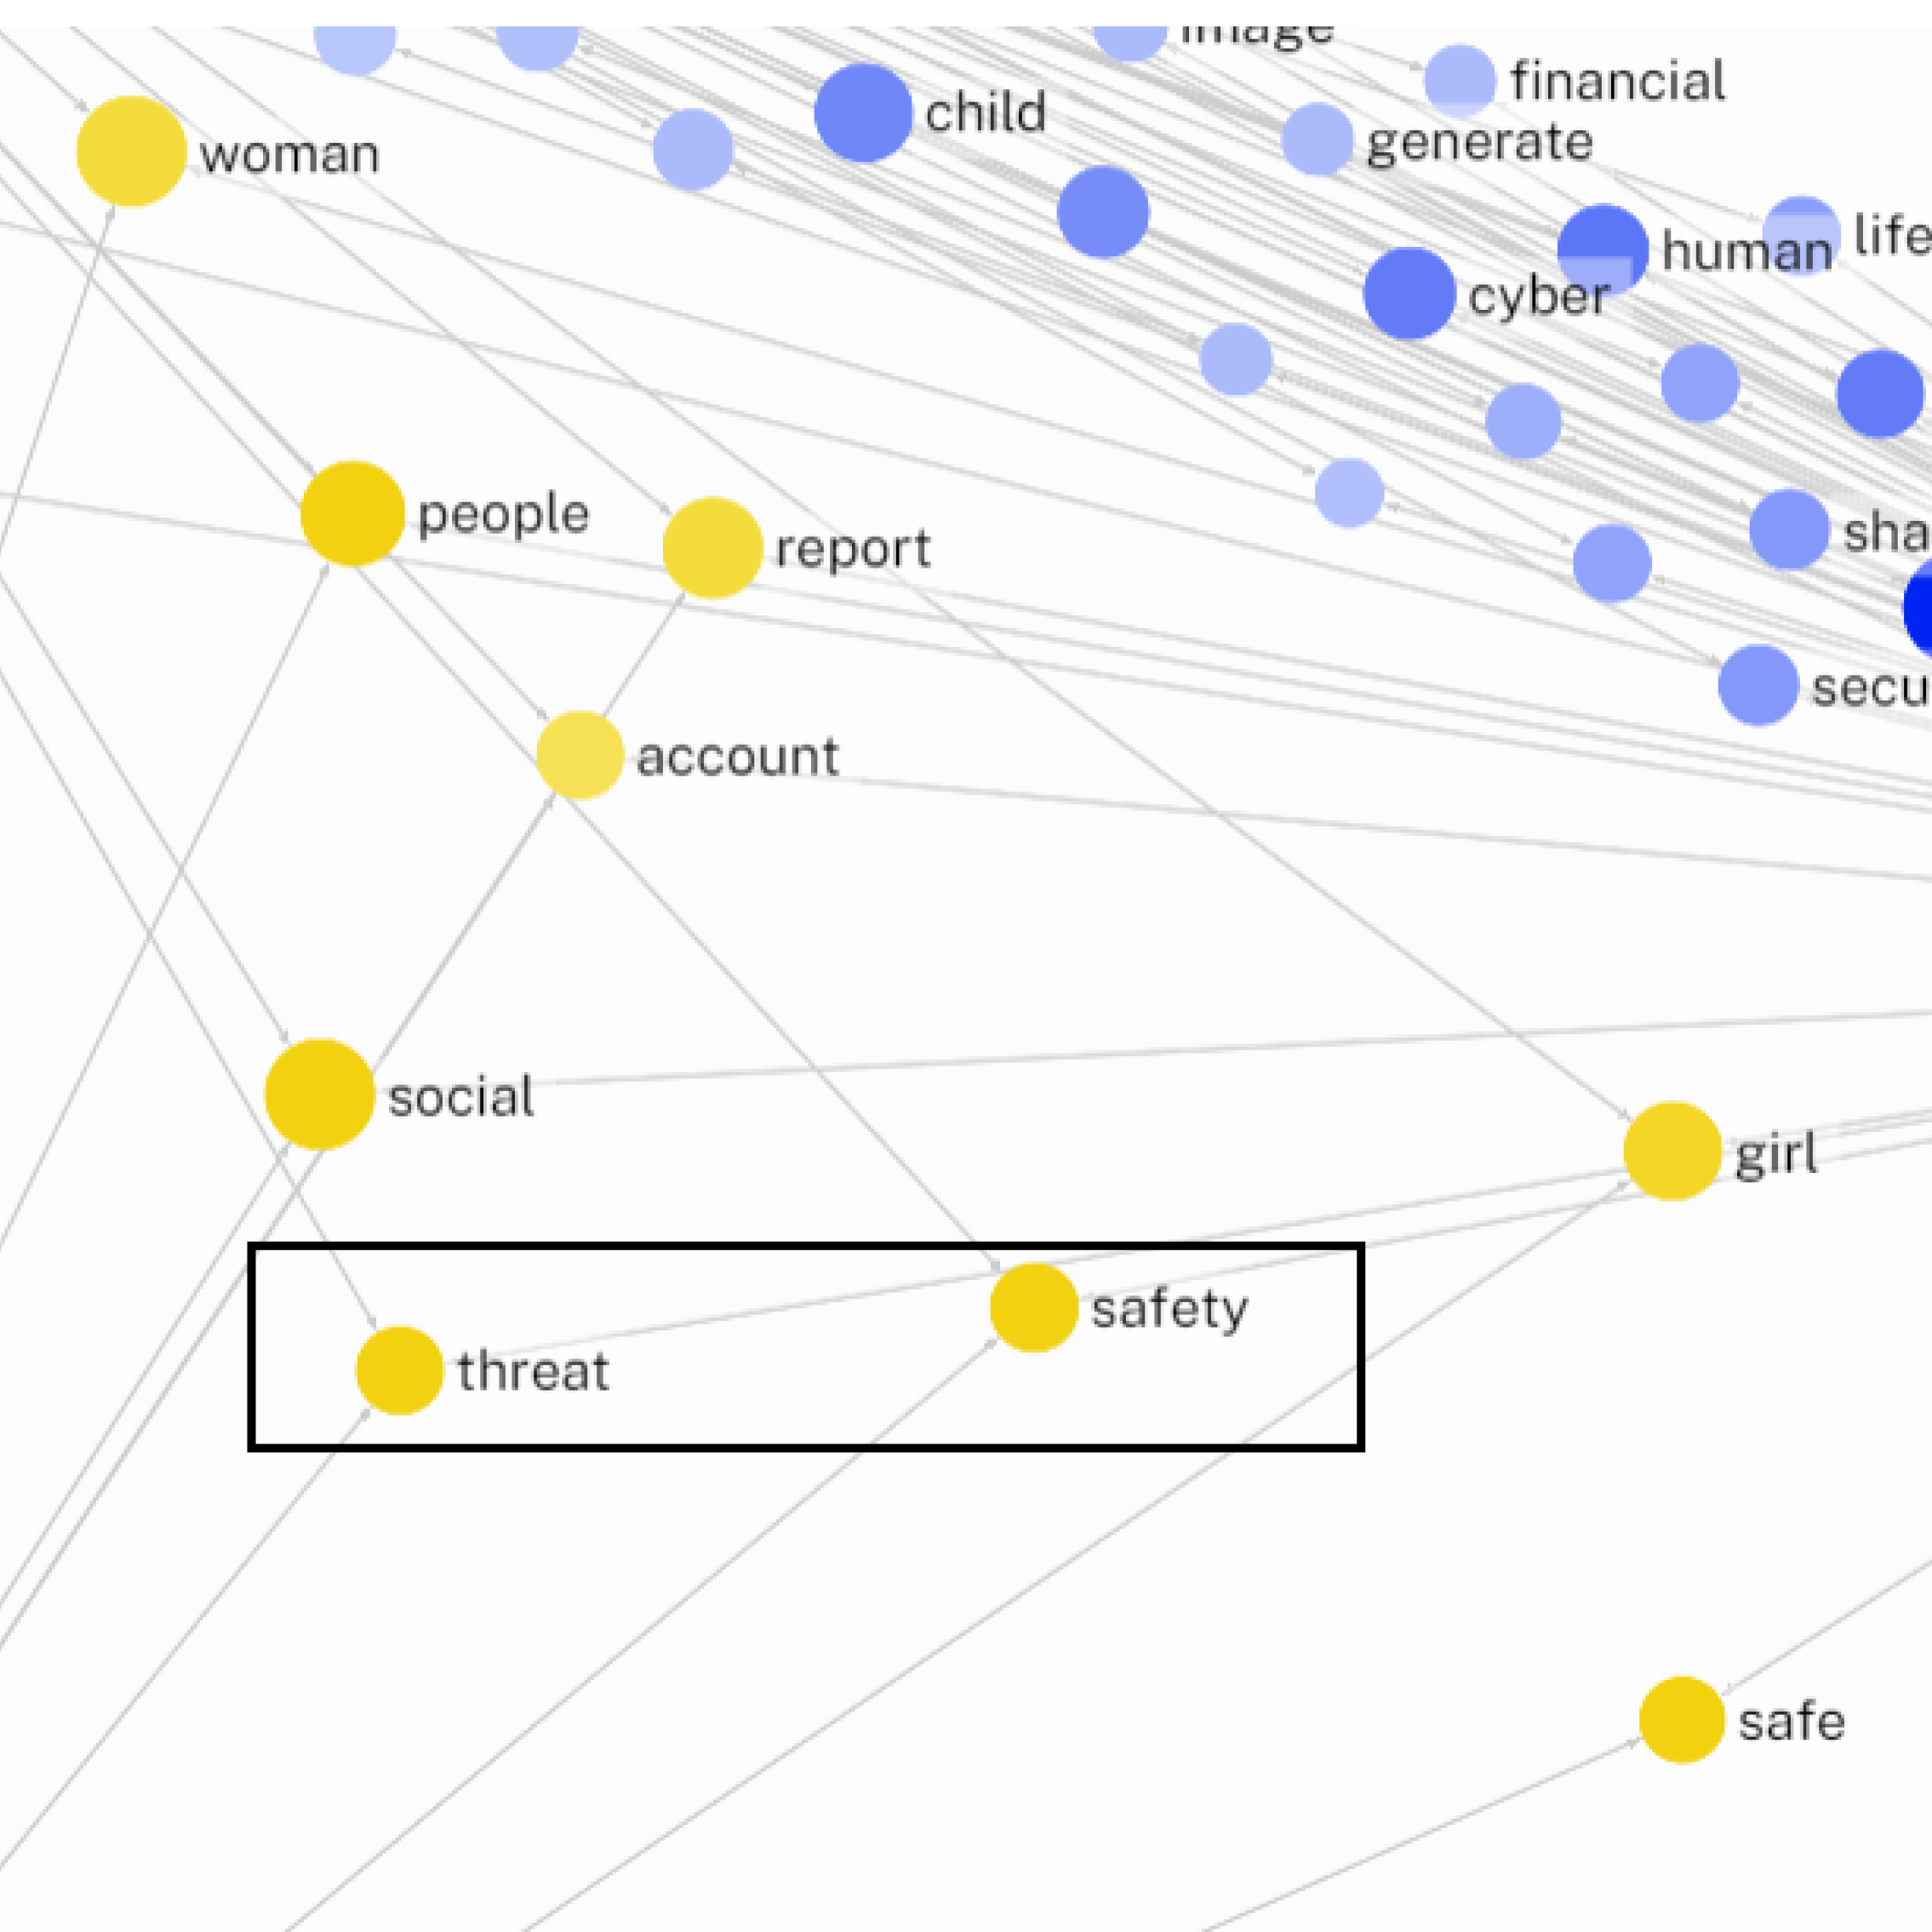 image
financial
child
generate
woman
life
human
cyber
people
report
sha
secu
account
social
girl
safety
threat
safe